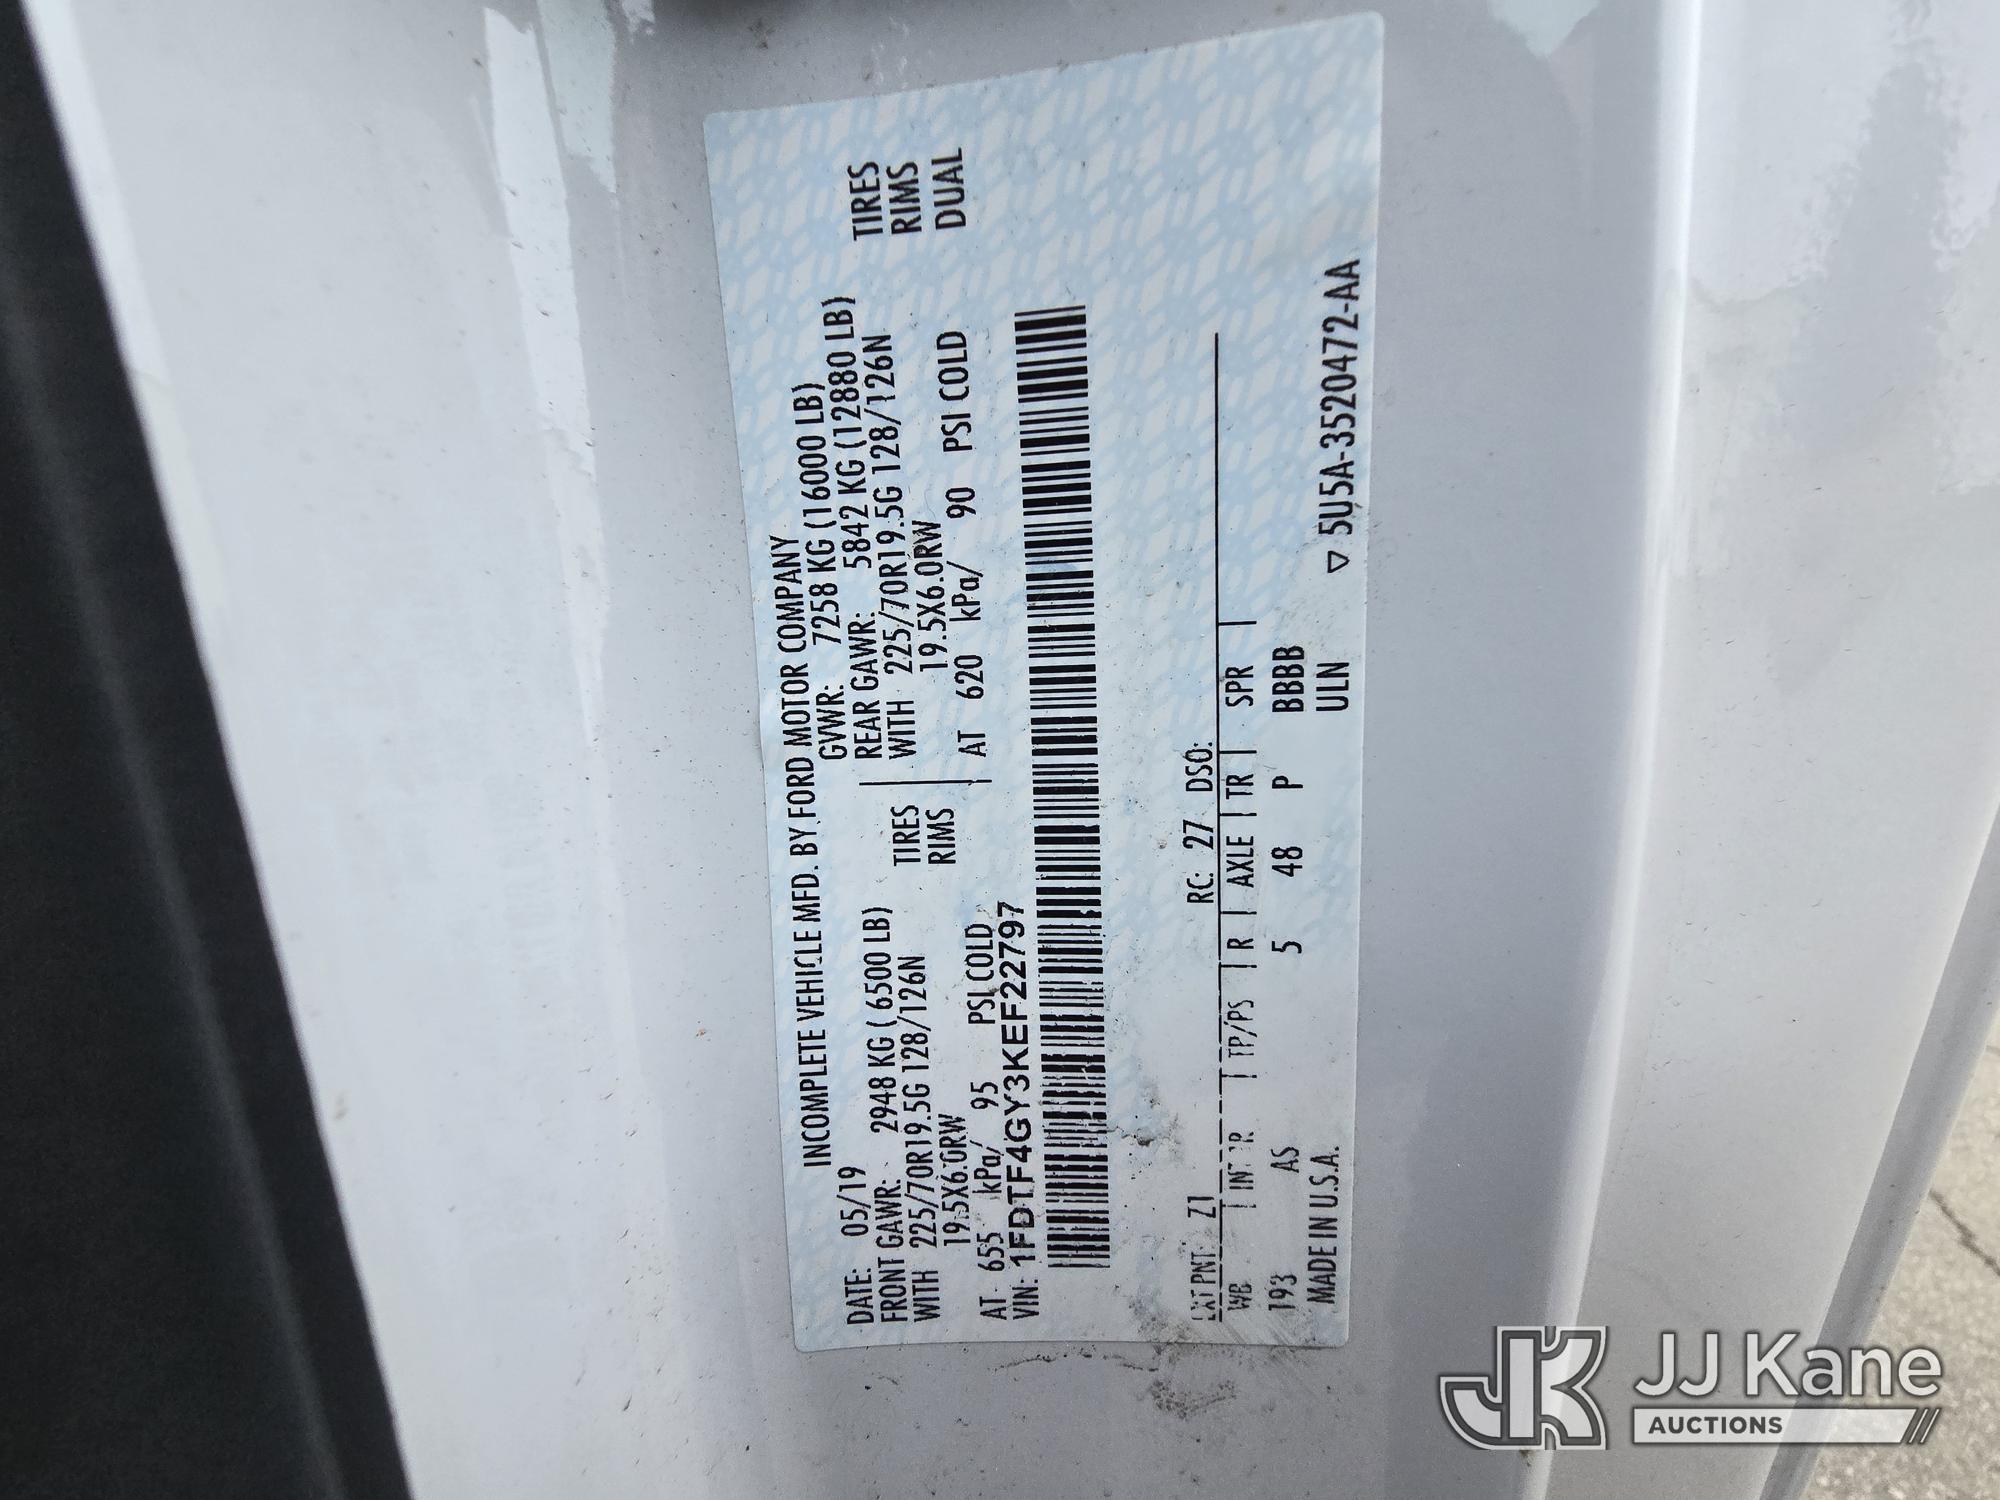 INCOMPLETE VEHICLE MFD. BY FORD MOTOR COMPANY
DATE: 05/19 GVWR: 7258 KG (16000 LB)
FRONT GAWR: 2948 KG ( 6500 LB) REAR GAWR: 5842 KG (12880 LB)
WITH 225/70R19.5G 128/126N TIRES WITH 225/70R19.5G 128/126N TIRES
19.5X6.0RW RIMS 19.5X6.0RW RIMS
AT 655 kPa/ 95 PSI COLD AT 620 kPa/ 90 PSI COLD DUAL
VIN: 1FDTF4GY3KEF22797
EXT PNT: Z1 RC: 27 DSO:
WB INT TR TP/PS R AXLE TR SPR
193 AS 5 48 P BBBB
MADE IN U.S.A. ULN
▽ 5U5A-3520472-AA
JK JJ Kane
AUCTIONS